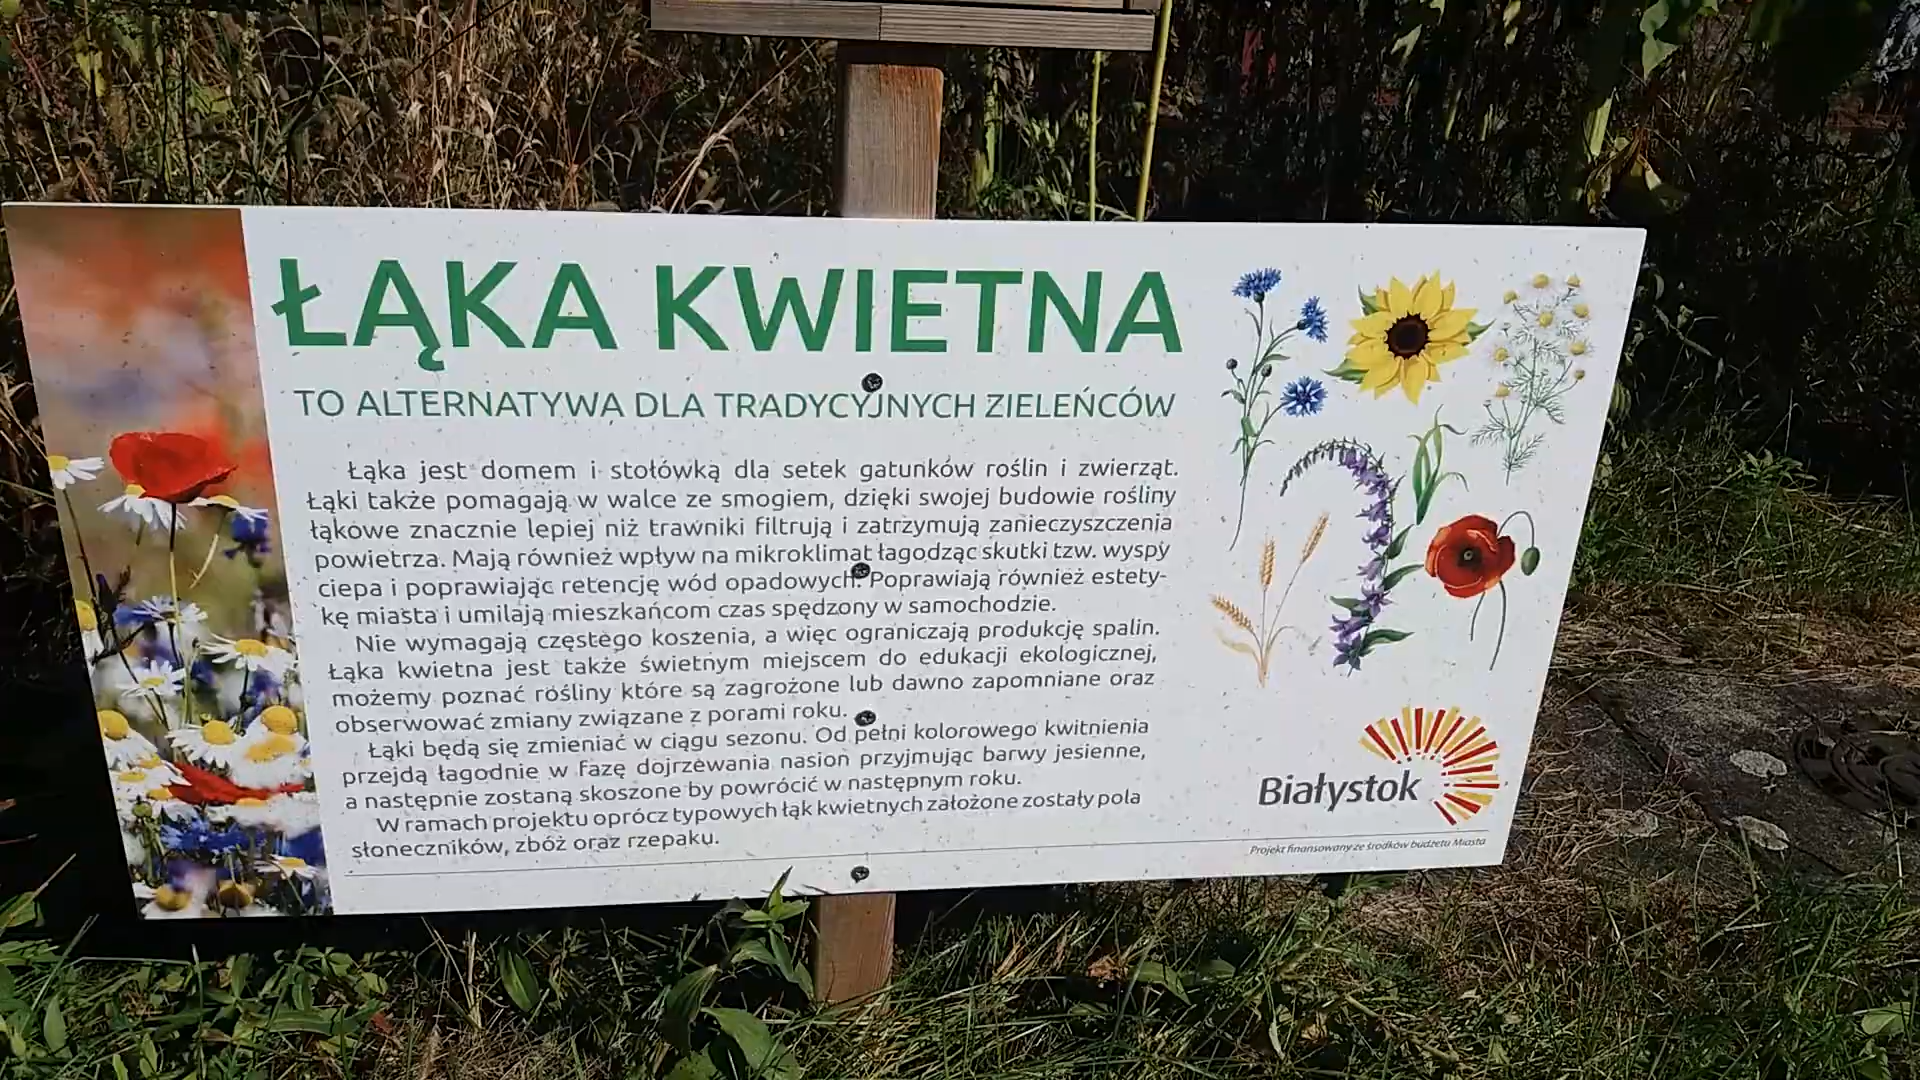 ŁĄKA KWIETNA
TO ALTERNATYWA DLA TRADYCYJNYCH ZIELEŃCÓW
Łąka jest domem i stołówką dla setek gatunków roślin i zwierząt.
Łąki także pomagają w walce ze smogiem, dzięki swojej budowie rośliny
łąkowe znacznie lepiej niż trawniki filtrują i zatrzymują zanieczyszczenia
powietrza. Mają również wpływ na mikroklimat łagodząc skutki tzw. wyspy
ciepa i poprawiając retencję wód opadowych. Poprawiają również estety-
kę miasta i umilają mieszkańcom czas spędzony w samochodzie.
Nie wymagają częstego koszenia, a więc ograniczają produkcję spalin.
Łąka kwietna jest także świetnym miejscem do edukacji ekologicznej,
możemy poznać rośliny które są zagrożone lub dawno zapomniane oraz
obserwować zmiany związane z porami roku.
Łąki będą się zmieniać w ciągu sezonu. Od pełni kolorowego kwitnienia
przejdą łagodnie w fazę dojrzewania nasion przyjmując barwy jesienne,
a następnie zostaną skoszone by powrócić w następnym roku.
W ramach projektu oprócz typowych łąk kwietnych założone zostały pola
słoneczników, zbóż oraz rzepaku.
Białystok
Projekt finansowany ze środków budżetu Miasta